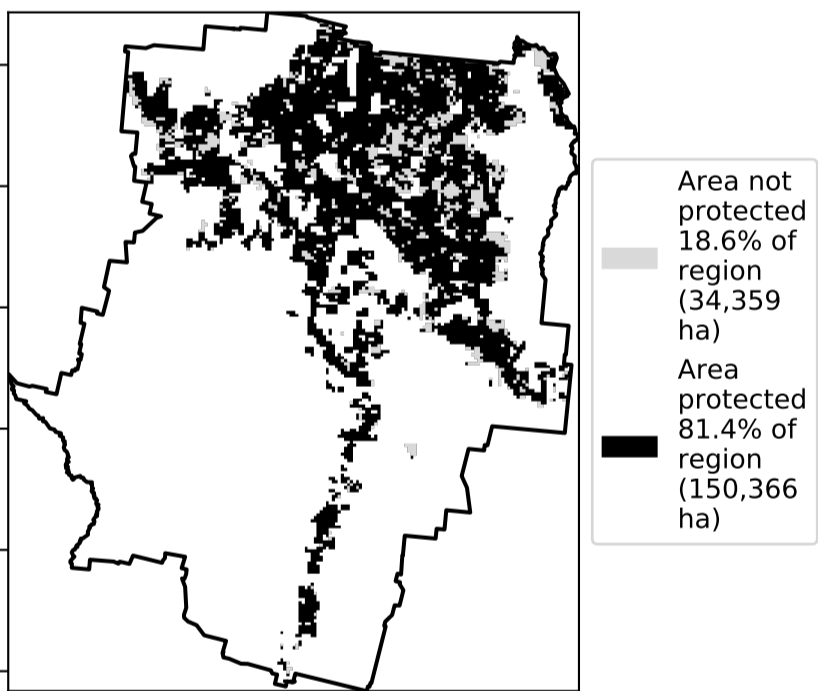 Area not
protected
18.6% of
region
(34,359
ha)
Area
protected
81.4% of
region
(150,366
ha)